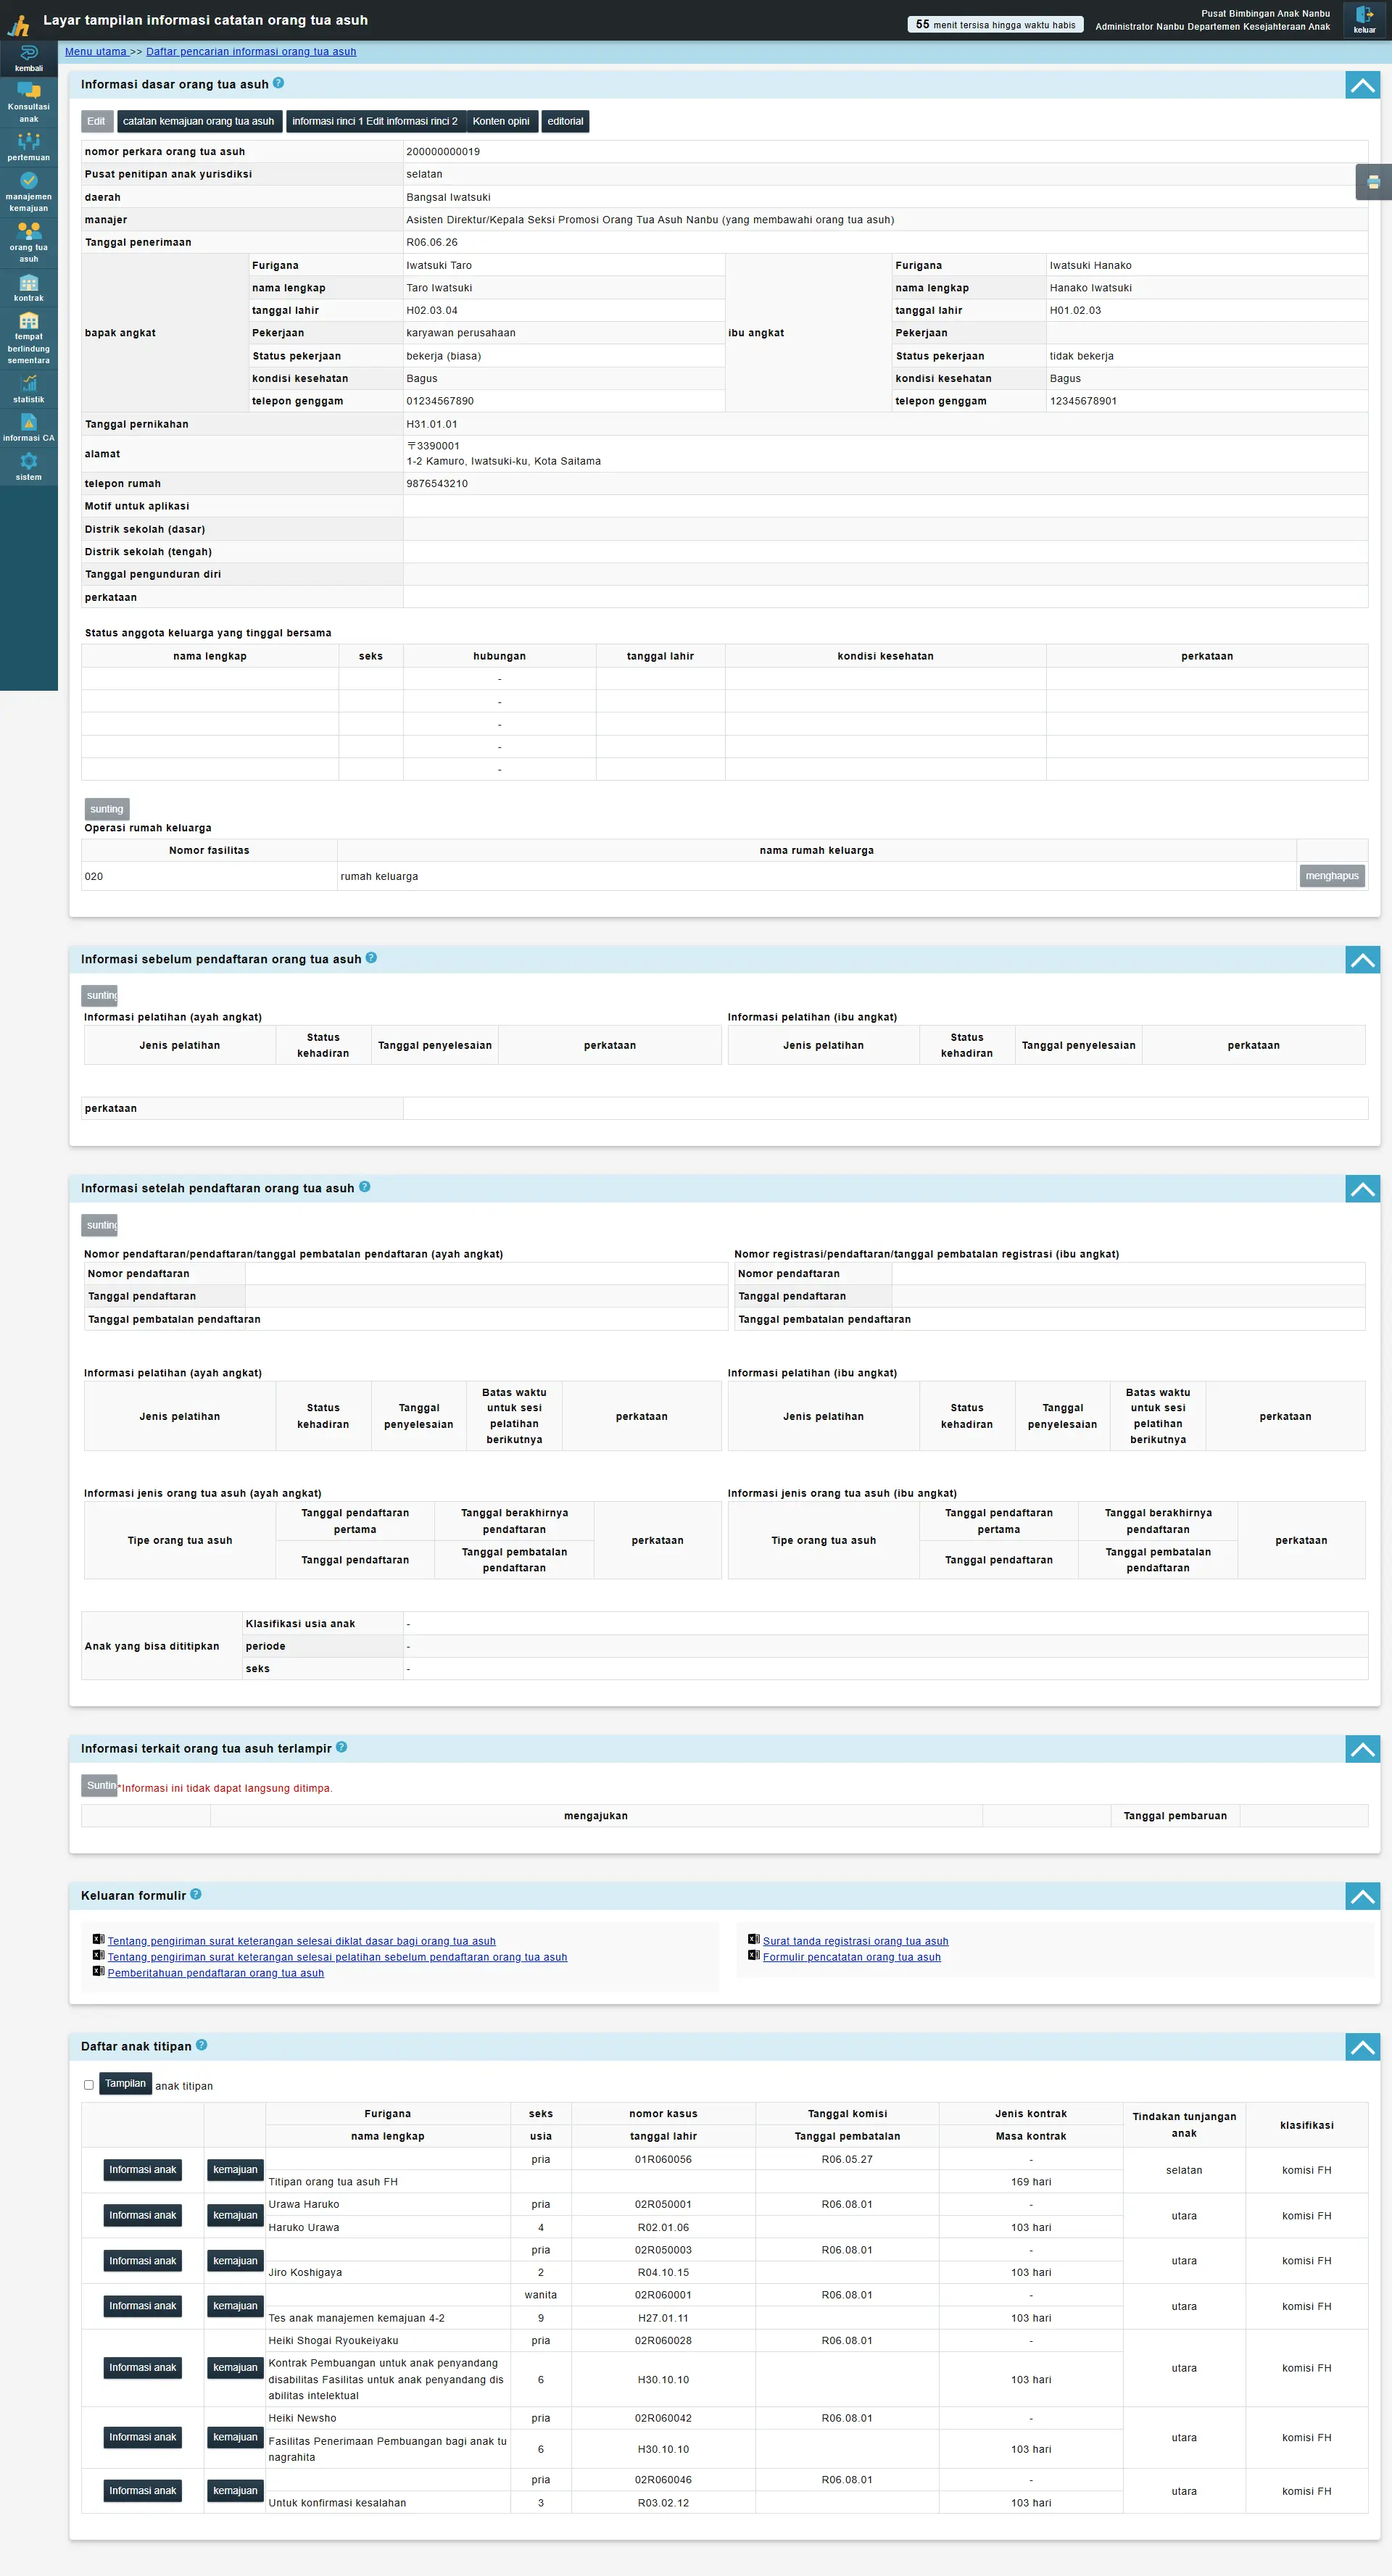 Layar tampilan informasi catatan orang tua asuh
55 menit tersisa hingga waktu habis
Pusat Bimbingan Anak Nanbu
Administrator Nanbu Departemen Kesejahteraan Anak
keluar
kembali
Konsultasi
anak
pertemuan
manajemen
kemajuan
orang tua
asuh
kontrak
tempat
berlindung
sementara
statistik
informasi CA
sistem
Menu utama >> Daftar pencarian informasi orang tua asuh
Informasi dasar orang tua asuh ?
Edit catatan kemajuan orang tua asuh informasi rinci 1 Edit informasi rinci 2 Konten opini editorial
nomor perkara orang tua asuh 200000000019
Pusat penitipan anak yurisdiksi selatan
daerah Bangsal Iwatsuki
manajer Asisten Direktur/Kepala Seksi Promosi Orang Tua Asuh Nanbu (yang membawahi orang tua asuh)
Tanggal penerimaan R06.06.26
bapak angkat
Furigana Iwatsuki Taro
nama lengkap Taro Iwatsuki
tanggal lahir H02.03.04
Pekerjaan karyawan perusahaan
Status pekerjaan bekerja (biasa)
kondisi kesehatan Bagus
telepon genggam 01234567890
ibu angkat
Furigana Iwatsuki Hanako
nama lengkap Hanako Iwatsuki
tanggal lahir H01.02.03
Pekerjaan
Status pekerjaan tidak bekerja
kondisi kesehatan Bagus
telepon genggam 12345678901
Tanggal pernikahan H31.01.01
alamat
〒3390001
1-2 Kamuro, Iwatsuki-ku, Kota Saitama
telepon rumah 9876543210
Motif untuk aplikasi
Distrik sekolah (dasar)
Distrik sekolah (tengah)
Tanggal pengunduran diri
perkataan
Status anggota keluarga yang tinggal bersama
nama lengkap seks hubungan tanggal lahir kondisi kesehatan perkataan
-
-
-
-
-
sunting
Operasi rumah keluarga
Nomor fasilitas nama rumah keluarga
020 rumah keluarga menghapus
Informasi sebelum pendaftaran orang tua asuh ?
sunting
Informasi pelatihan (ayah angkat)
Jenis pelatihan Status kehadiran Tanggal penyelesaian perkataan
Informasi pelatihan (ibu angkat)
Jenis pelatihan Status kehadiran Tanggal penyelesaian perkataan
perkataan
Informasi setelah pendaftaran orang tua asuh ?
sunting
Nomor pendaftaran/pendaftaran/tanggal pembatalan pendaftaran (ayah angkat)
Nomor pendaftaran
Tanggal pendaftaran
Tanggal pembatalan pendaftaran
Nomor registrasi/pendaftaran/tanggal pembatalan registrasi (ibu angkat)
Nomor pendaftaran
Tanggal pendaftaran
Tanggal pembatalan pendaftaran
Informasi pelatihan (ayah angkat)
Jenis pelatihan Status kehadiran Tanggal penyelesaian Batas waktu untuk sesi pelatihan berikutnya perkataan
Informasi pelatihan (ibu angkat)
Jenis pelatihan Status kehadiran Tanggal penyelesaian Batas waktu untuk sesi pelatihan berikutnya perkataan
Informasi jenis orang tua asuh (ayah angkat)
Tipe orang tua asuh Tanggal pendaftaran pertama Tanggal berakhirnya pendaftaran perkataan
Tanggal pendaftaran Tanggal pembatalan pendaftaran
Informasi jenis orang tua asuh (ibu angkat)
Tipe orang tua asuh Tanggal pendaftaran pertama Tanggal berakhirnya pendaftaran perkataan
Tanggal pendaftaran Tanggal pembatalan pendaftaran
Anak yang bisa dititipkan
Klasifikasi usia anak -
periode -
seks -
Informasi terkait orang tua asuh terlampir ?
Suntin *Informasi ini tidak dapat langsung ditimpa.
mengajukan Tanggal pembaruan
Keluaran formulir ?
Tentang pengiriman surat keterangan selesai diklat dasar bagi orang tua asuh
Tentang pengiriman surat keterangan selesai pelatihan sebelum pendaftaran orang tua asuh
Pemberitahuan pendaftaran orang tua asuh
Surat tanda registrasi orang tua asuh
Formulir pencatatan orang tua asuh
Daftar anak titipan ?
Tampilan anak titipan
Furigana seks nomor kasus Tanggal komisi Jenis kontrak Tindakan tunjangan anak klasifikasi
nama lengkap usia tanggal lahir Tanggal pembatalan Masa kontrak
Informasi anak kemajuan pria 01R060056 R06.05.27 - selatan komisi FH
Titipan orang tua asuh FH 169 hari
Informasi anak kemajuan Urawa Haruko pria 02R050001 R06.08.01 - utara komisi FH
Haruko Urawa 4 R02.01.06 103 hari
Informasi anak kemajuan pria 02R050003 R06.08.01 - utara komisi FH
Jiro Koshigaya 2 R04.10.15 103 hari
Informasi anak kemajuan wanita 02R060001 R06.08.01 - utara komisi FH
Tes anak manajemen kemajuan 4-2 9 H27.01.11 103 hari
Informasi anak kemajuan Heiki Shogai Ryoukeiyaku pria 02R060028 R06.08.01 - utara komisi FH
Kontrak Pembuangan untuk anak penyandang
disabilitas Fasilitas untuk anak penyandang dis
abilitas intelektual 6 H30.10.10 103 hari
Informasi anak kemajuan Heiki Newsho pria 02R060042 R06.08.01 - utara komisi FH
Fasilitas Penerimaan Pembuangan bagi anak tu
nagrahita 6 H30.10.10 103 hari
Informasi anak kemajuan pria 02R060046 R06.08.01 - utara komisi FH
Untuk konfirmasi kesalahan 3 R03.02.12 103 hari